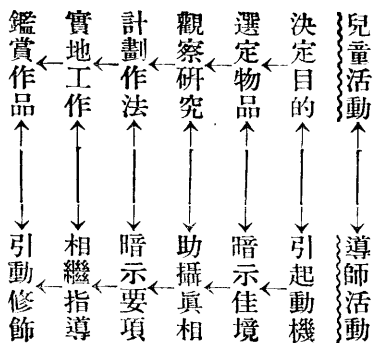 兒童活動
決定目的
選定物品
觀察研究
計劃作法
實地工作
鑑賞作品
導師活動
引起動機
暗示佳境
助攝眞相
暗示要項
相繼指導
引動修飾